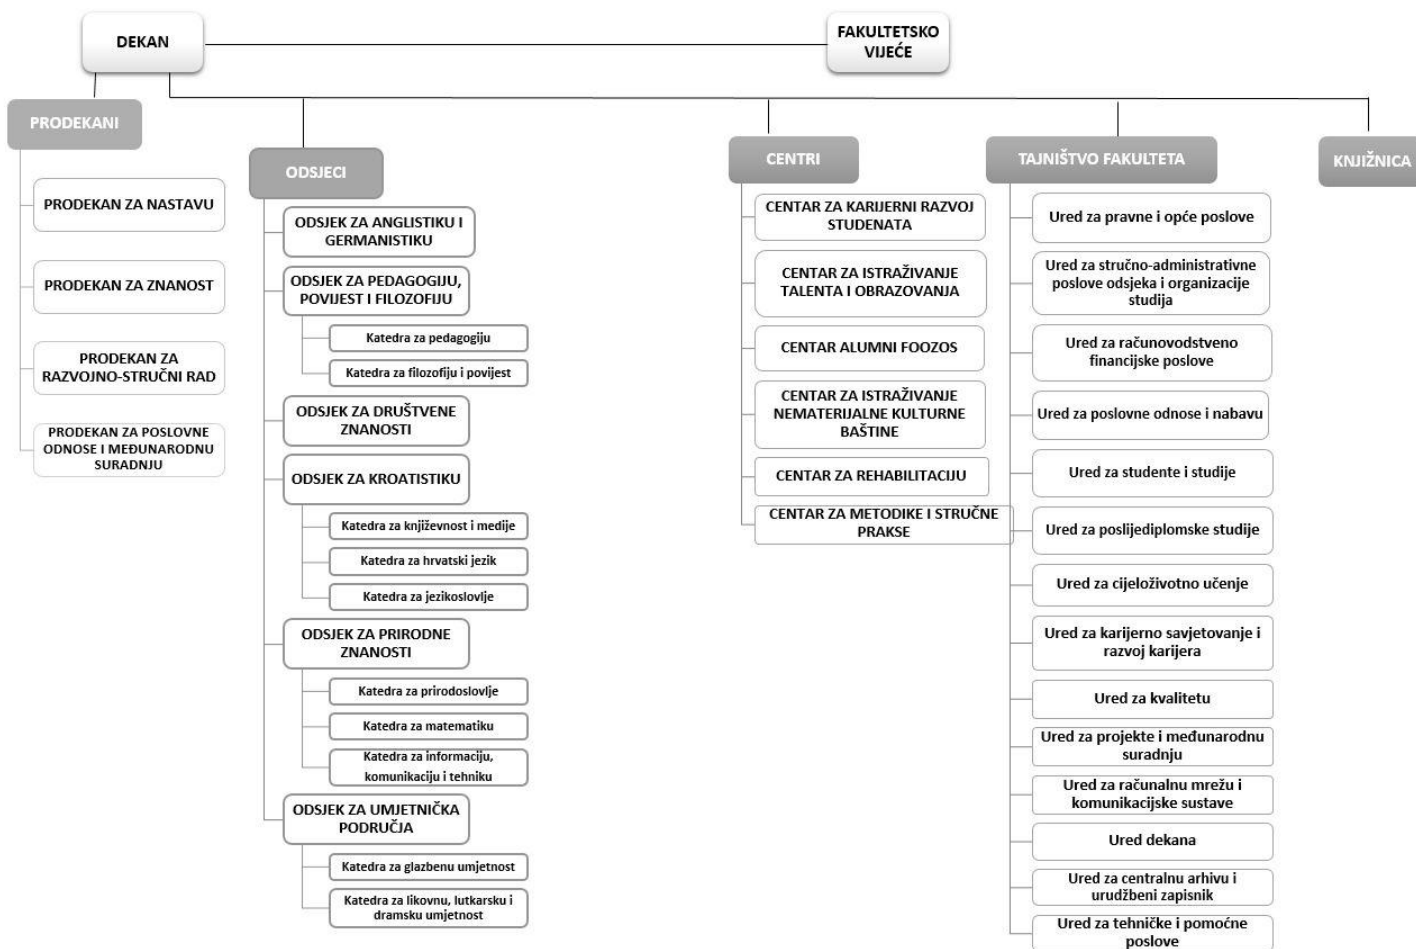 DEKAN
FAKULTETSKO
VIJEĆE
PRODEKANI
PRODEKAN ZA NASTAVU
PRODEKAN ZA ZNANOST
PRODEKAN ZA
RAZVOJNO-STRUČNI RAD
PRODEKAN ZA POSLOVNE
ODNOSE I MEĐUNARODNU
SURADNJU
ODSJECI
ODSJEK ZA ANGLISTIKU I
GERMANISTIKU
ODSJEK ZA PEDAGOGIJU,
POVIJEST I FILOZOFIJU
Katedra za pedagogiju
Katedra za filozofiju i povijest
ODSJEK ZA DRUŠTVENE
ZNANOSTI
ODSJEK ZA KROATISTIKU
Katedra za književnost i medije
Katedra za hrvatski jezik
Katedra za jezikoslovlje
ODSJEK ZA PRIRODNE
ZNANOSTI
Katedra za prirodoslovlje
Katedra za matematiku
Katedra za informaciju,
komunikaciju i tehniku
ODSJEK ZA UMJETNIČKA
PODRUČJA
Katedra za glazbenu umjetnost
Katedra za likovnu, lutkarsku i
dramsku umjetnost
CENTRI
CENTAR ZA KARIJERNI RAZVOJ
STUDENATA
CENTAR ZA ISTRAŽIVANJE
TALENTA I OBRAZOVANJA
CENTAR ALUMNI FOOZOS
CENTAR ZA ISTRAŽIVANJE
NEMATERIJALNE KULTURNE
BAŠTINE
CENTAR ZA REHABILITACIJU
CENTAR ZA METODIKE I STRUČNE
PRAKSE
TAJNIŠTVO FAKULTETA
Ured za pravne i opće poslove
Ured za stručno-administrativne
poslove odsjeka i organizacije
studija
Ured za računovodstveno
financijske poslove
Ured za poslovne odnose i nabavu
Ured za studente i studije
Ured za poslijediplomske studije
Ured za cijeloživotno učenje
Ured za karijerno savjetovanje i
razvoj karijera
Ured za kvalitetu
Ured za projekte i međunarodnu
suradnju
Ured za računalnu mrežu i
komunikacijske sustave
Ured dekana
Ured za centralnu arhivu i
urudžbeni zapisnik
Ured za tehničke i pomoćne
poslove
KNJIŽNICA